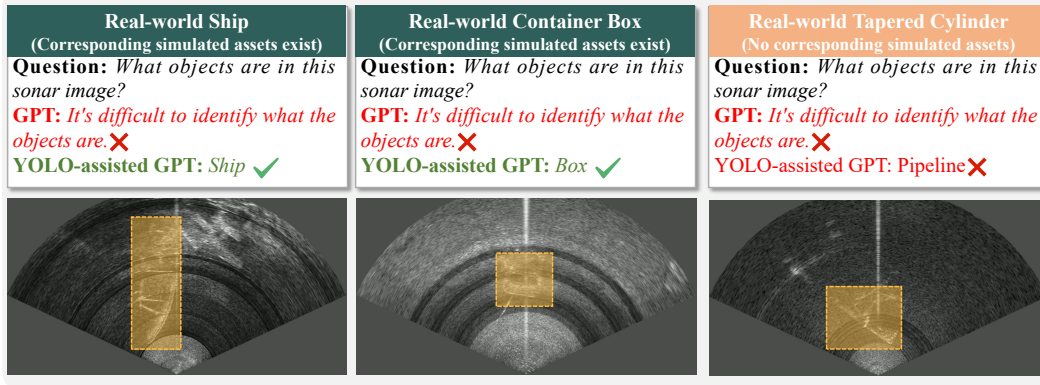 Real-world Ship
(Corresponding simulated assets exist)
Question: What objects are in this
sonar image?
GPT: It's difficult to identify what the
objects are.
YOLO-assisted GPT: Ship
Real-world Container Box
(Corresponding simulated assets exist)
Question: What objects are in this
sonar image?
GPT: It's difficult to identify what the
objects are.
YOLO-assisted GPT: Box
Real-world Tapered Cylinder
(No corresponding simulated assets)
Question: What objects are in this
sonar image?
GPT: It's difficult to identify what the
objects are.
YOLO-assisted GPT: Pipeline